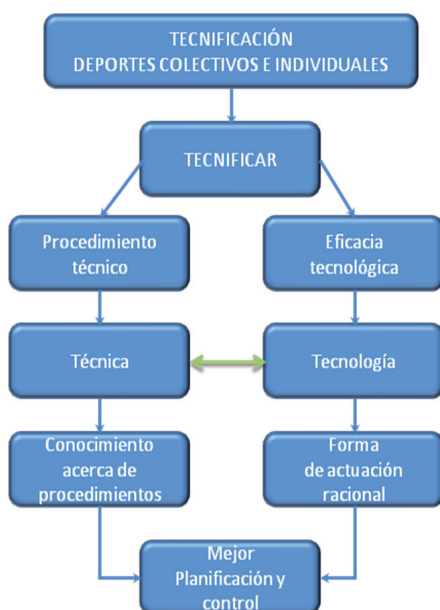 TECNIFICACIÓN
DEPORTES COLECTIVOS E INDIVIDUALES
TECNIFICAR
Procedimiento
técnico
Eficacia
tecnológica
Técnica
Tecnología
Conocimiento
acerca de
procedimientos
Forma
de actuación
racional
Mejor
Planificación y
control